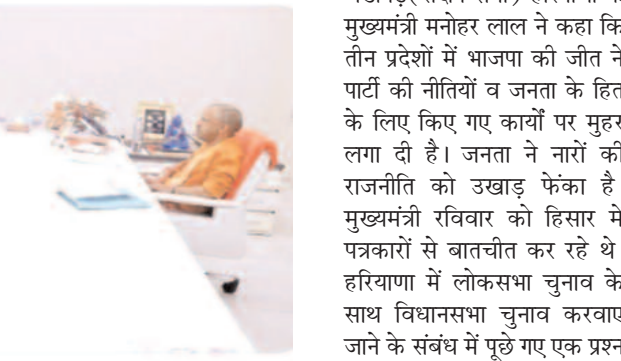 मुख्यमंत्री मनोहर लाल ने कहा कि
तीन प्रदेशों में भाजपा की जीत ने
पार्टी की नीतियों व जनता के हित
के लिए किए गए कार्यों पर मुहर
लगा दी है। जनता ने नारों की
राजनीति को उखाड़ फेंका है
मुख्यमंत्री रविवार को हिसार में
पत्रकारों से बातचीत कर रहे थे
हरियाणा में लोकसभा चुनाव के
साथ विधानसभा चुनाव करवाए
जाने के संबंध में पूछे गए एक प्रश्न